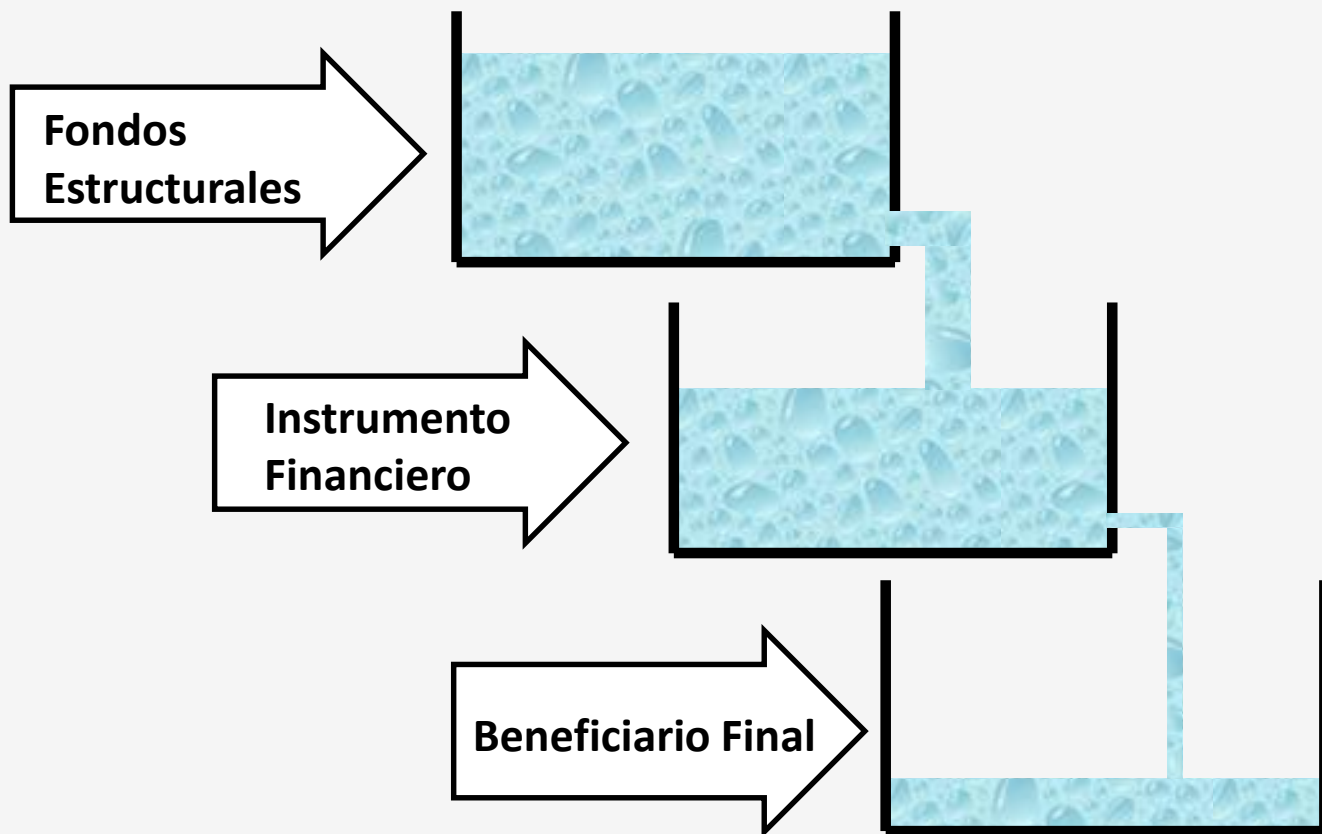 Fondos
Estructurales
Instrumento
Financiero
Beneficiario Final